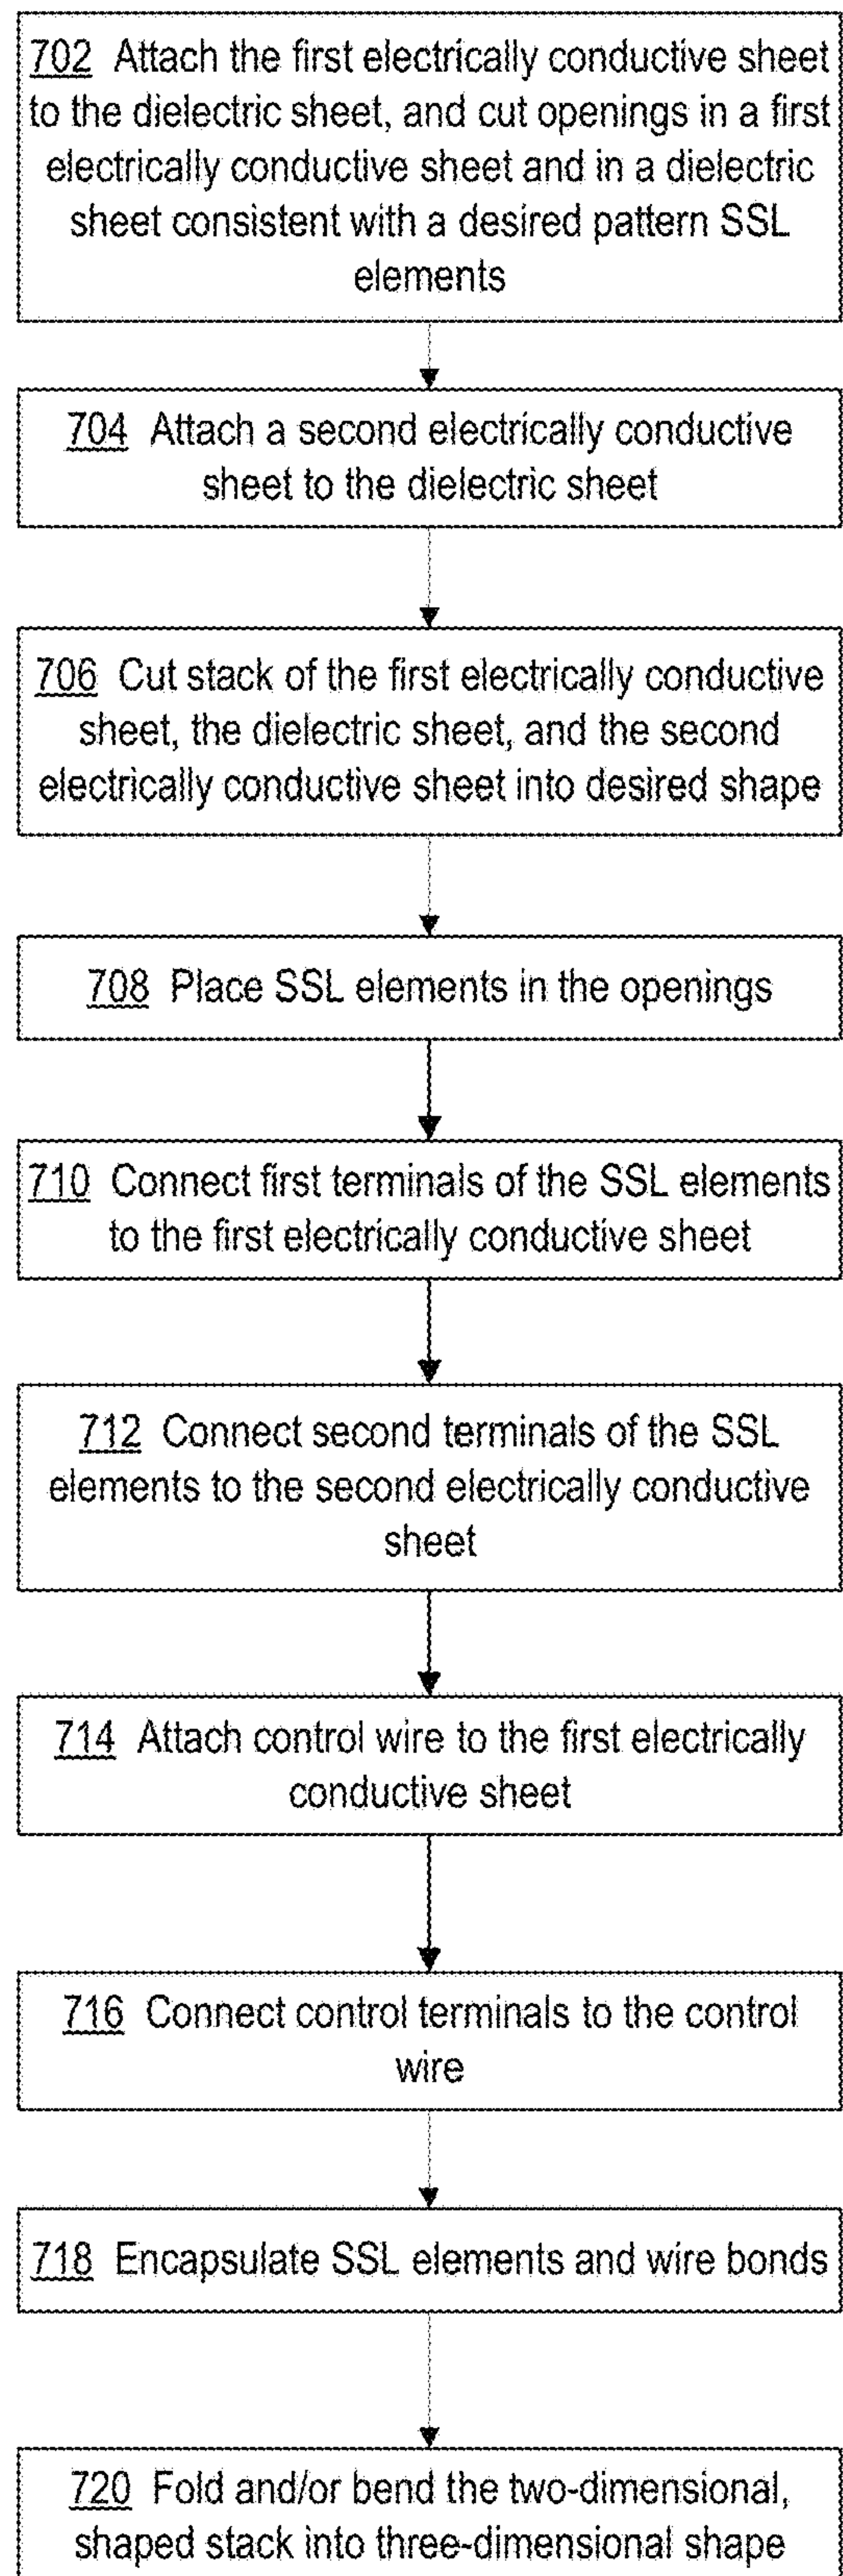 702 Attach the first electrically conductive sheet
to the dielectric sheet, and cut openings in a first
electrically conductive sheet and in a dielectric
sheet consistent with a desired pattern SSL
elements
704 Attach a second electrically conductive
sheet to the dielectric sheet
706 Cut stack of the first electrically conductive
sheet, the dielectric sheet, and the second
electrically conductive sheet into desired shape
708 Place SSL elements in the openings
710 Connect first terminals of the SSL elements
to the first electrically conductive sheet
712 Connect second terminals of the SSL
elements to the second electrically conductive
sheet
714 Attach control wire to the first electrically
conductive sheet
716 Connect control terminals to the control
wire
718 Encapsulate SSL elements and wire bonds
720 Fold and/or bend the two-dimensional,
shaped stack into three-dimensional shape